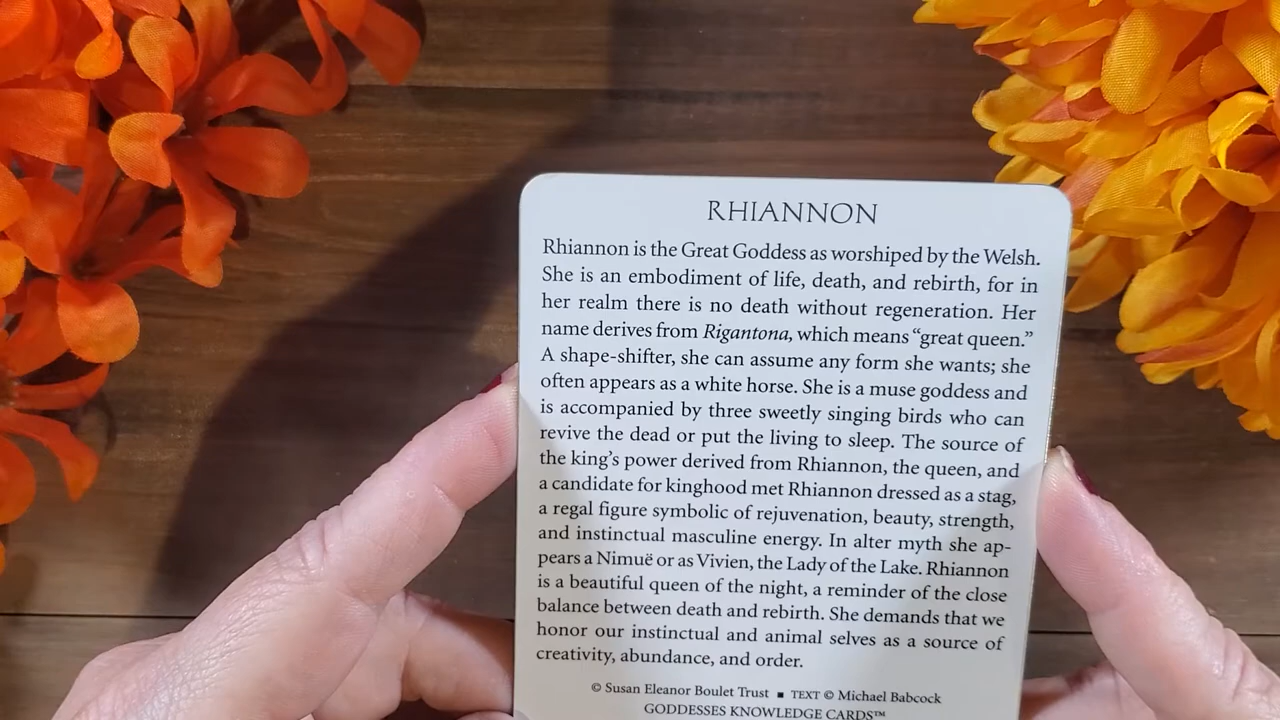 RHIANNON
Rhiannon is the Great Goddess as worshiped by the Welsh.
She is an embodiment of life, death, and rebirth, for in
her realm there is no death without regeneration. Her
name derives from Rigantona, which means “great queen.”
A shape-shifter, she can assume any form she wants; she
often appears as a white horse. She is a muse goddess and
is accompanied by three sweetly singing birds who can
revive the dead or put the living to sleep. The source of
the king’s power derived from Rhiannon, the queen, and
a candidate for kinghood met Rhiannon dressed as a stag,
a regal figure symbolic of rejuvenation, beauty, strength,
and instinctual masculine energy. In alter myth she ap-
pears a Nimuë or as Vivien, the Lady of the Lake. Rhiannon
is a beautiful queen of the night, a reminder of the close
balance between death and rebirth. She demands that we
honor our instinctual and animal selves as a source of
creativity, abundance, and order.
© Susan Eleanor Boulet Trust ■ TEXT © Michael Babcock
GODDESSES KNOWLEDGE CARDS™